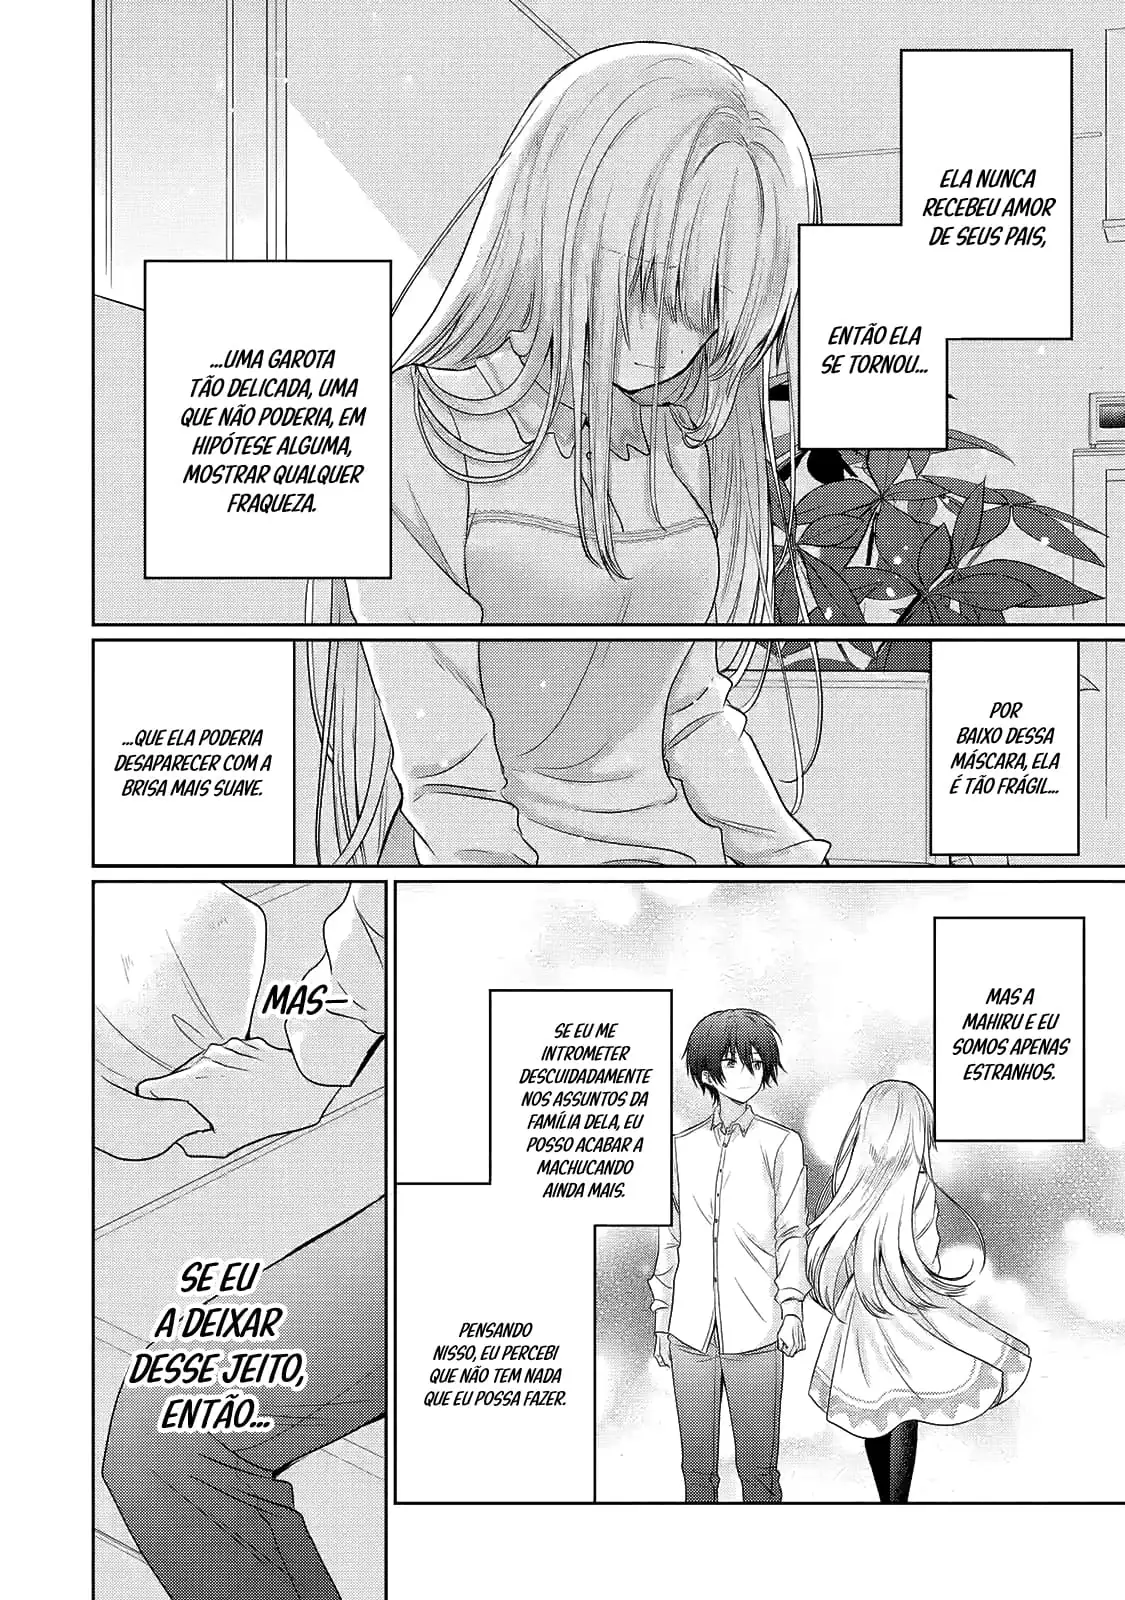 ELA NUNCA
RECEBEU AMOR
DE SEUS PAIS,
ENTÃO ELA
SE TORNOU...
...UMA GAROTA
TÃO DELICADA, UMA
QUE NÃO PODERIA, EM
HIPÓTESE ALGUMA,
MOSTRAR QUALQUER
FRAQUEZA.
POR
BAIXO DESSA
MÁSCARA, ELA
É TÃO FRÁGIL...
...QUE ELA PODERIA
DESAPARECER COM A
BRISA MAIS SUAVE.
MAS A
MAHIRU E EU
SOMOS APENAS
ESTRANHOS.
SE EU ME
INTROMETER
DESCUIDADAMENTE
NOS ASSUNTOS DA
FAMÍLIA DELA, EU
POSSO ACABAR A
MACHUCANDO
AINDA MAIS.
PENSANDO
NISSO, EU PERCEBI
QUE NÃO TEM NADA
QUE EU POSSA FAZER.
MAS—
SE EU
A DEIXAR
DESSE JEITO,
ENTÃO...